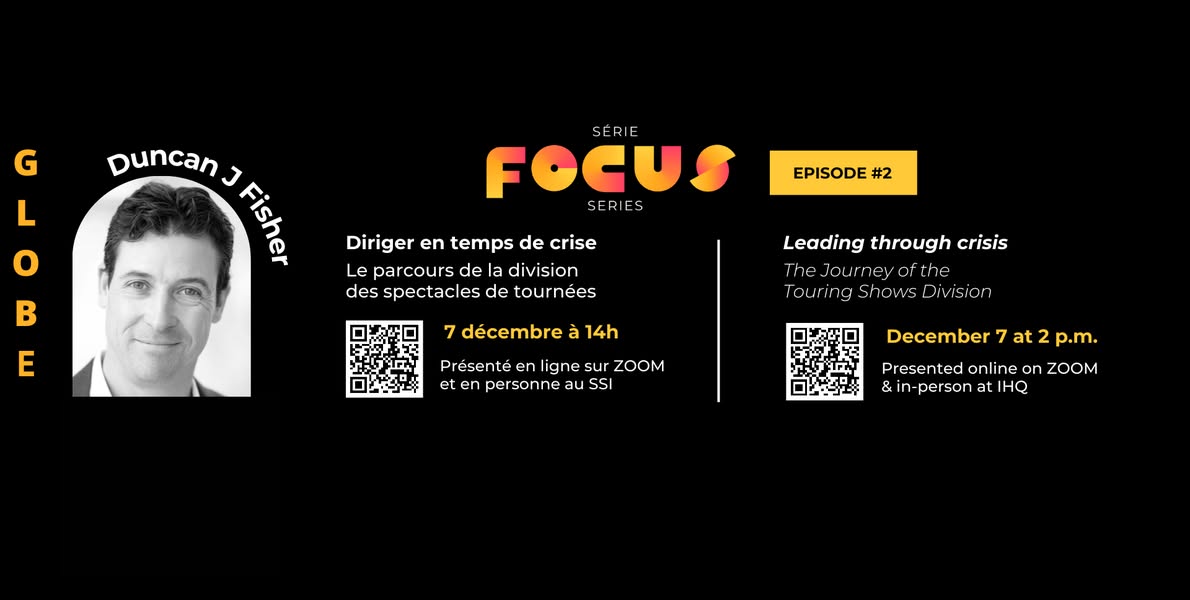 GLOBE
Duncan J Fisher
SÉRIE
FOCUS
SERIES
EPISODE #2
Diriger en temps de crise
Le parcours de la division
des spectacles de tournées
7 décembre à 14h
Présenté en ligne sur ZOOM
et en personne au SSI
Leading through crisis
The Journey of the
Touring Shows Division
December 7 at 2 p.m.
Presented online on ZOOM
& in-person at IHQ